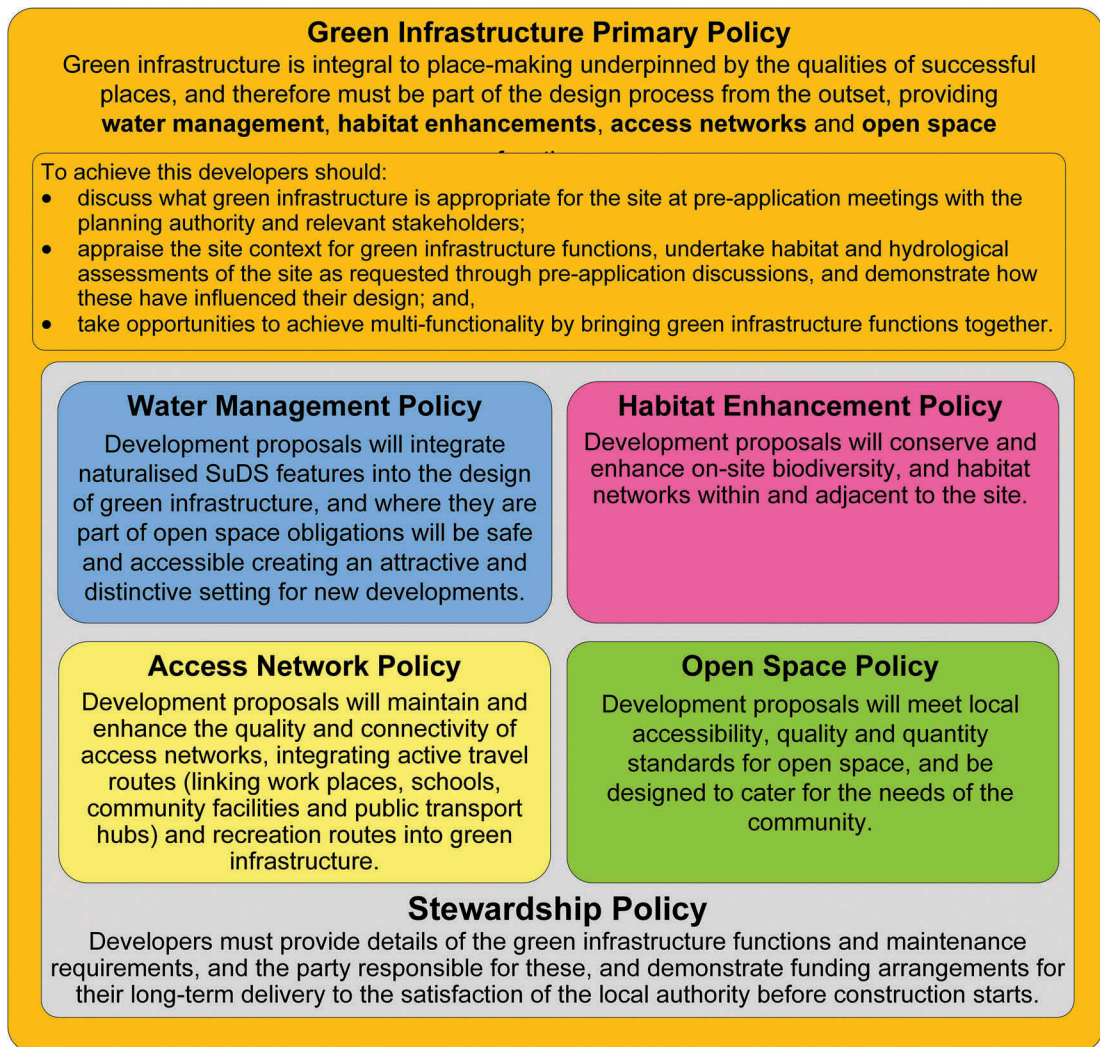 Green Infrastructure Primary Policy
Green infrastructure is integral to place-making underpinned by the qualities of successful
places, and therefore must be part of the design process from the outset, providing
water management, habitat enhancements, access networks and open space
To achieve this developers should:
• discuss what green infrastructure is appropriate for the site at pre-application meetings with the
planning authority and relevant stakeholders;
• appraise the site context for green infrastructure functions, undertake habitat and hydrological
assessments of the site as requested through pre-application discussions, and demonstrate how
these have influenced their design; and,
• take opportunities to achieve multi-functionality by bringing green infrastructure functions together.
Water Management Policy
Development proposals will integrate
naturalised SuDS features into the design
of green infrastructure, and where they are
part of open space obligations will be safe
and accessible creating an attractive and
distinctive setting for new developments.
Habitat Enhancement Policy
Development proposals will conserve and
enhance on-site biodiversity, and habitat
networks within and adjacent to the site.
Access Network Policy
Development proposals will maintain and
enhance the quality and connectivity of
access networks, integrating active travel
routes (linking work places, schools,
community facilities and public transport
hubs) and recreation routes into green
infrastructure.
Open Space Policy
Development proposals will meet local
accessibility, quality and quantity
standards for open space, and be
designed to cater for the needs of the
community.
Stewardship Policy
Developers must provide details of the green infrastructure functions and maintenance
requirements, and the party responsible for these, and demonstrate funding arrangements for
their long-term delivery to the satisfaction of the local authority before construction starts.